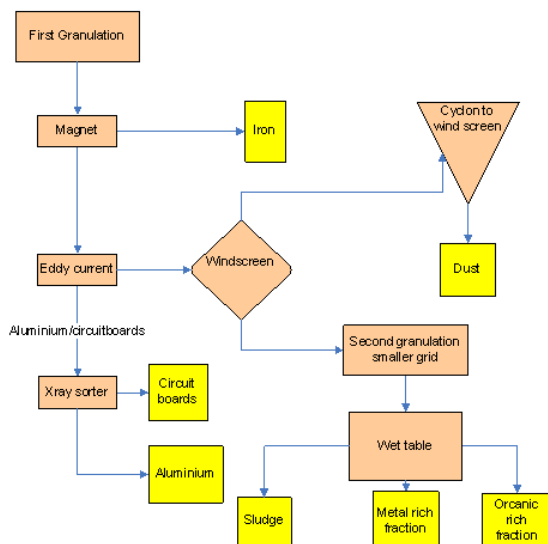 First Granulation
Cyclon to
wind screen
Magnet
Iron
Eddy current
Windscreen
Dust
Aluminium/circuitboards
Second granulation
smaller grid
Xray sorter
Circuit
boards
Wet table
Aluminium
Sludge
Metal rich
fraction
Orcanic
rich
fraction